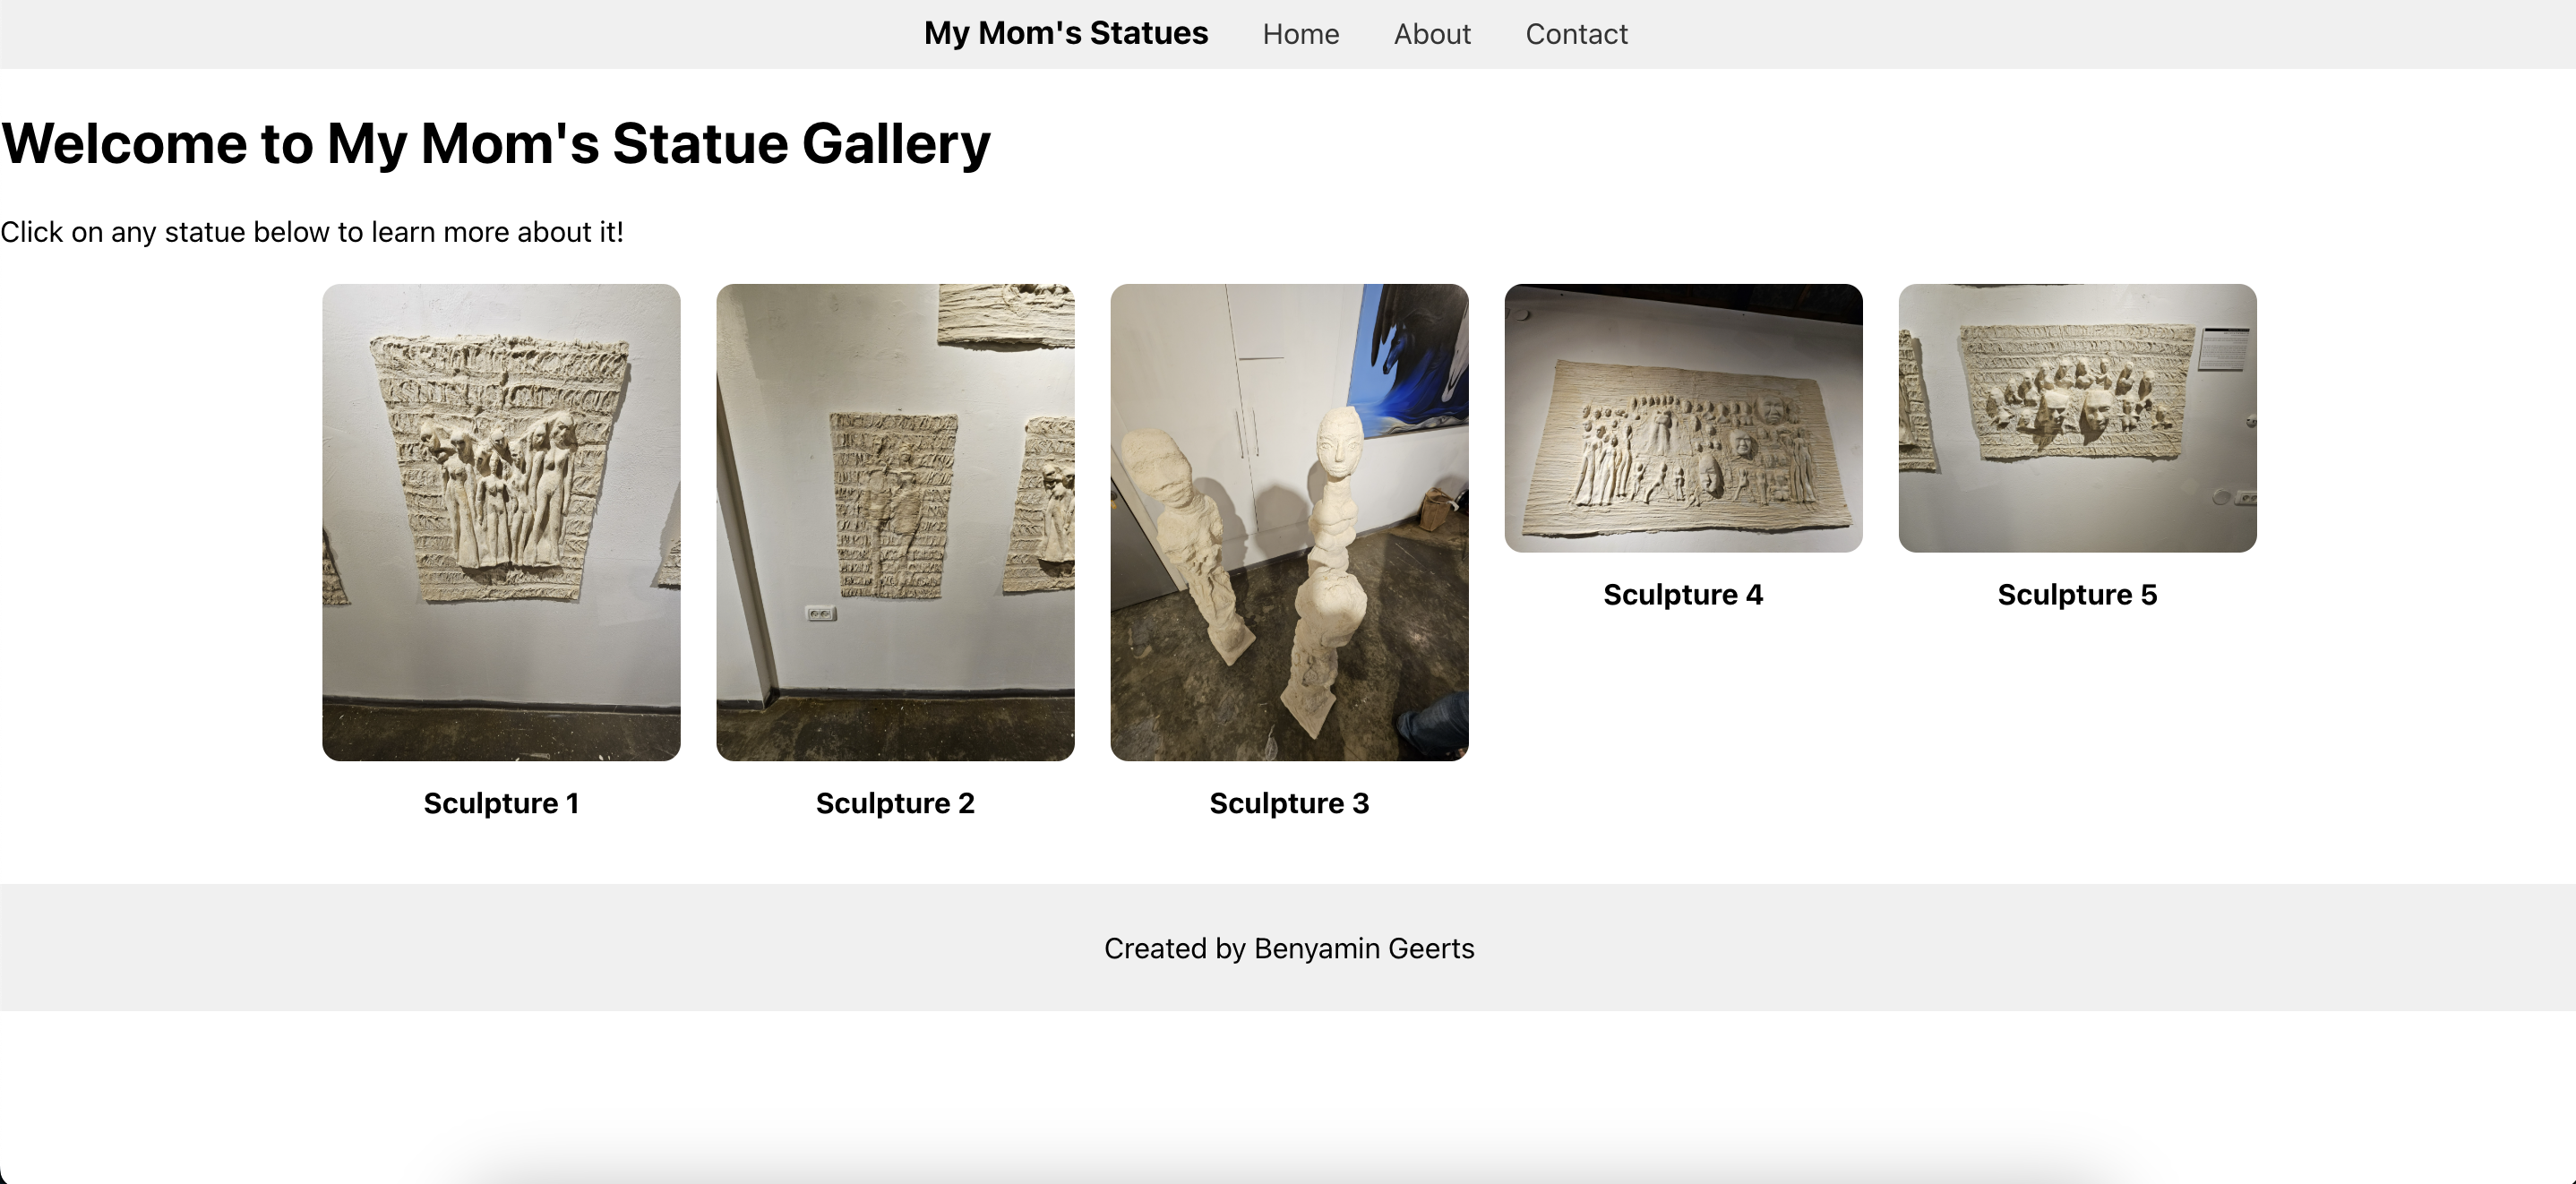 My Mom's Statues Home About Contact
Welcome to My Mom's Statue Gallery
Click on any statue below to learn more about it!
Sculpture 1
Sculpture 2
Sculpture 3
Sculpture 4
Sculpture 5
Created by Benyamin Geerts